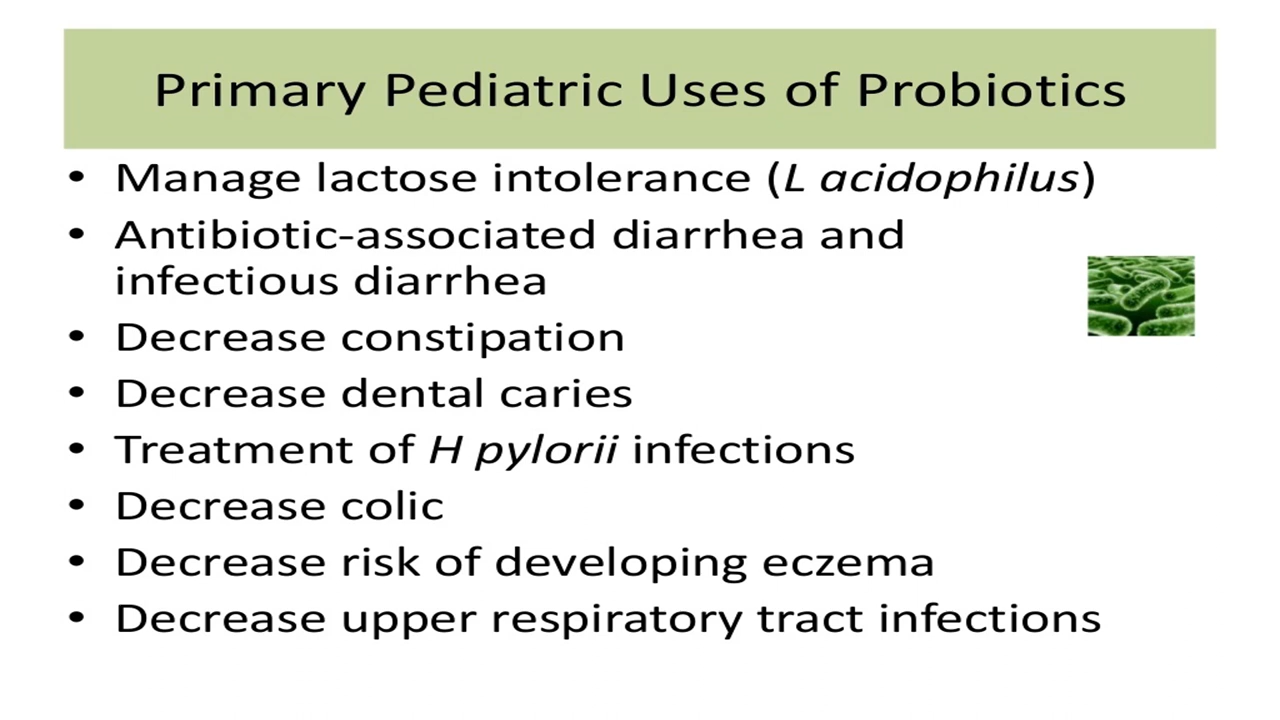 Primary Pediatric Uses of Probiotics
• Manage lactose intolerance (L acidophilus)
• Antibiotic-associated diarrhea and
infectious diarrhea
• Decrease constipation
• Decrease dental caries
• Treatment of H pylorii infections
• Decrease colic
• Decrease risk of developing eczema
• Decrease upper respiratory tract infections